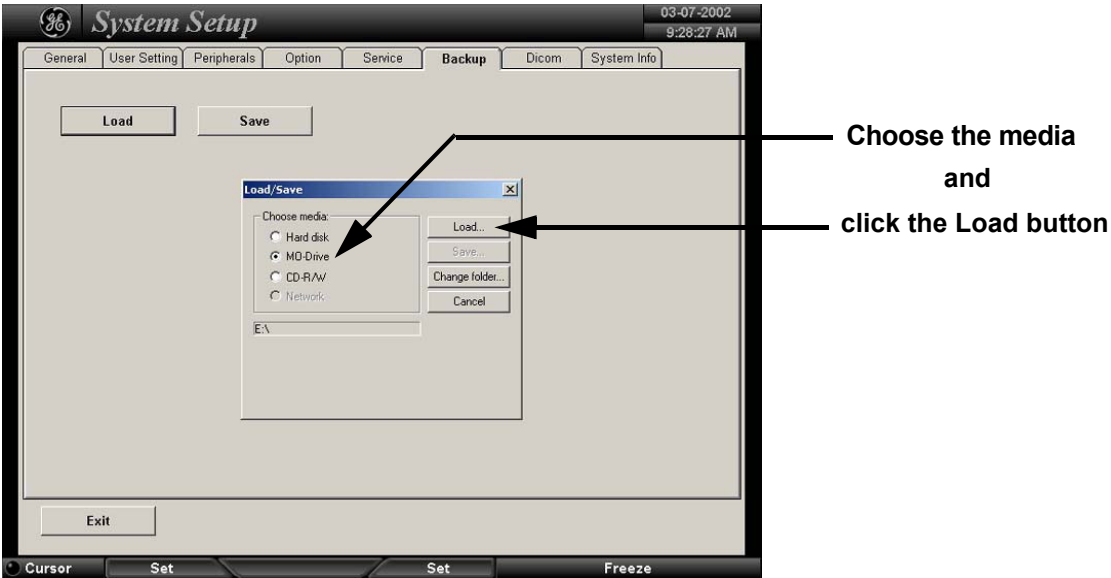 GE System Setup
03-07-2002
9:28:27 AM
General User Setting Peripherals Option Service Backup Dicom System Info
Load Save
Load/Save
Choose media:
Hard disk
MO-Drive
CD-R/W
Network
E:\
Load...
Save...
Change folder...
Cancel
Exit
Cursor Set Set Freeze
Choose the media
and
click the Load button